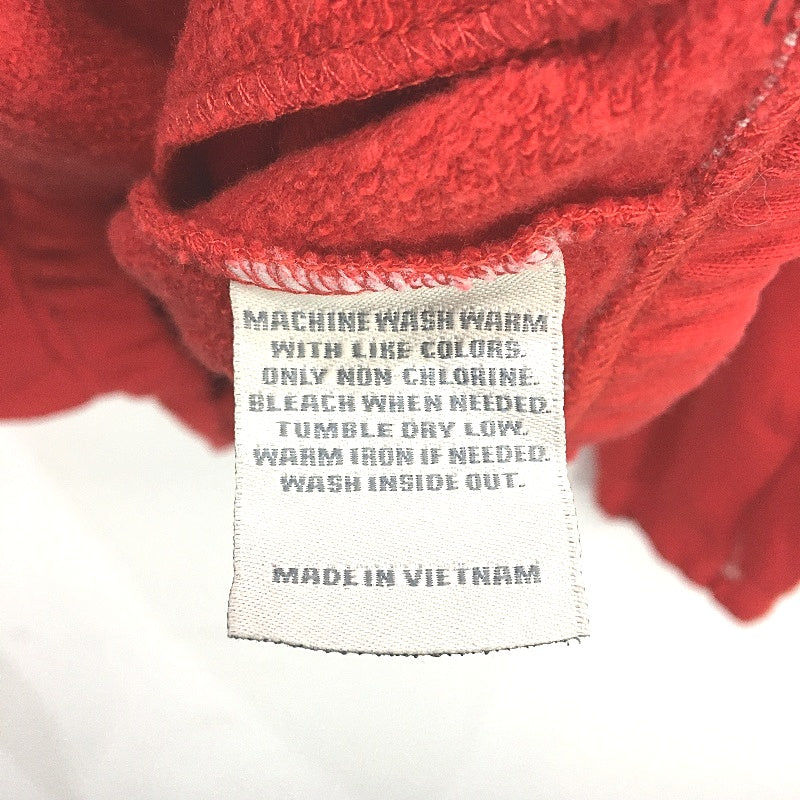 MACHINE WASH WARM
WITH LIKE COLORS.
ONLY NON CHLORINE.
BLEACH WHEN NEEDED.
TUMBLE DRY LOW.
WARM IRON IF NEEDED.
WASH INSIDE OUT.
MADE IN VIETNAM